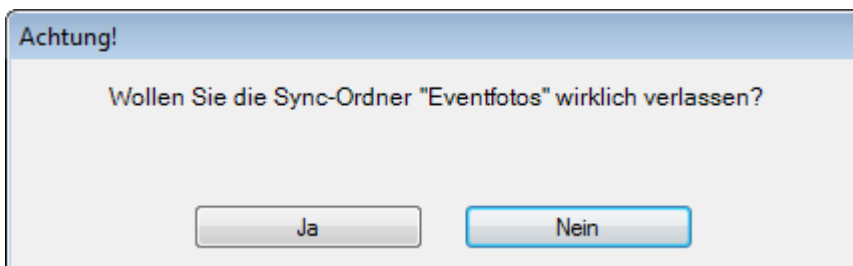 Achtung!
Wollen Sie die Sync-Ordner "Eventfotos" wirklich verlassen?
Ja
Nein